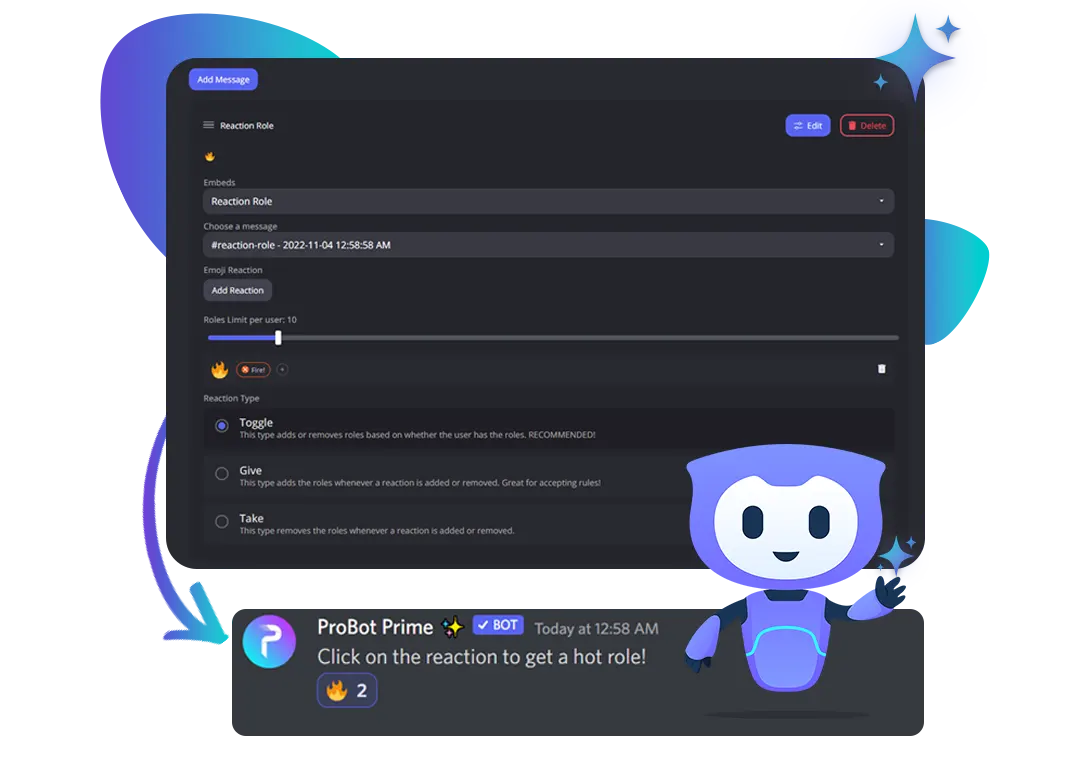 Add Message
Reaction Role
Edit
Delete
Embeds
Reaction Role
Choose a message
#reaction-role - 2022-11-04 12:58:58 AM
Emoji Reaction
Add Reaction
Roles Limit per user: 10
Fire!
Reaction Type
Toggle
This type adds or removes roles based on whether the user has the roles. RECOMMENDED!
Give
This type adds the roles whenever a reaction is added or removed. Great for accepting rules!
Take
This type removes the roles whenever a reaction is added or removed.
ProBot Prime ✨ ✓ BOT Today at 12:58 AM
Click on the reaction to get a hot role!
🔥 2